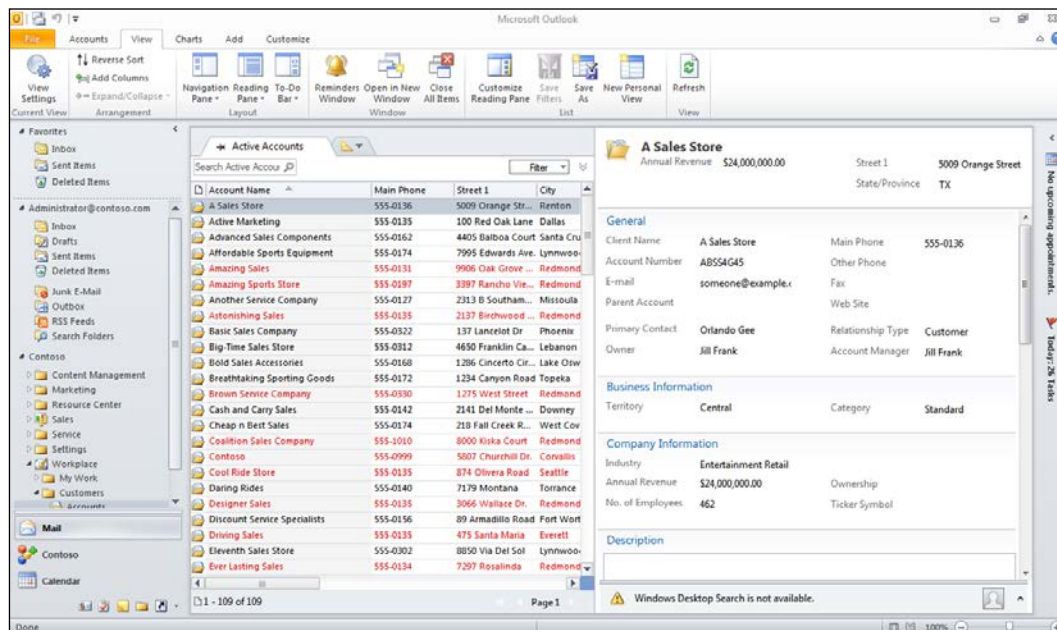 Microsoft Outlook
File Accounts View Charts Add Customize
View Settings
Reverse Sort
Add Columns
Expand/Collapse
Navigation Pane
Reading Pane
To-Do Bar
Reminders Window
Open in New Window
Close All Items
Customize Reading Pane
Save Filters
Save As
New Personal View
Refresh
Current View Arrangement Layout Window List View
Favorites
Inbox
Sent Items
Deleted Items
Administrator@contoso.com
Inbox
Drafts
Sent Items
Deleted Items
Junk E-Mail
Outbox
RSS Feeds
Search Folders
Contoso
Content Management
Marketing
Resource Center
Sales
Service
Settings
Workplace
My Work
Customers
Accounts
Mail
Contoso
Calendar
Active Accounts
Search Active Accour
Filter
Account Name Main Phone Street 1 City
A Sales Store 555-0136 5009 Orange Str... Renton
Active Marketing 555-0135 100 Red Oak Lane Dallas
Advanced Sales Components 555-0162 4405 Balboa Court Santa Cru
Affordable Sports Equipment 555-0174 7995 Edwards Ave. Lynnwoo
Amazing Sales 555-0131 9906 Oak Grove ... Redmond
Amazing Sports Store 555-0197 3397 Rancho Vie... Redmond
Another Service Company 555-0127 2313 B Southam... Missoula
Astonishing Sales 555-0135 2137 Birchwood ... Redmond
Basic Sales Company 555-0322 137 Lancelot Dr Phoenix
Big-Time Sales Store 555-0312 4650 Franklin Ca... Lebanon
Bold Sales Accessories 555-0168 1286 Cincerto Cir... Lake Osw
Breathtaking Sporting Goods 555-0172 1234 Canyon Road Topeka
Brown Service Company 555-0330 1275 West Street Redmond
Cash and Carry Sales 555-0142 2141 Del Monte ... Downey
Cheap n Best Sales 555-0174 218 Fall Creek R... West Cov
Coalition Sales Company 555-1010 8000 Kiska Court Redmond
Contoso 555-0999 5807 Churchill Dr. Corvallis
Cool Ride Store 555-0135 874 Olivera Road Seattle
Daring Rides 555-0140 7179 Montana Torrance
Designer Sales 555-0135 3066 Wallace Dr. Redmond
Discount Service Specialists 555-0156 89 Armadillo Road Fort Wort
Driving Sales 555-0135 475 Santa Maria Everett
Eleventh Sales Store 555-0302 8850 Via Del Sol Lynnwoo
Ever Lasting Sales 555-0134 7297 Rosalinda Redmond
1 - 109 of 109 Page 1
A Sales Store
Annual Revenue $24,000,000.00 Street 1 5009 Orange Street
State/Province TX
General
Client Name A Sales Store Main Phone 555-0136
Account Number ABSS4G45 Other Phone
E-mail someone@example.c Fax
Parent Account Web Site
Primary Contact Orlando Gee Relationship Type Customer
Owner Jill Frank Account Manager Jill Frank
Business Information
Territory Central Category Standard
Company Information
Industry Entertainment Retail
Annual Revenue $24,000,000.00 Ownership
No. of Employees 462 Ticker Symbol
Description
Windows Desktop Search is not available.
No upcoming appointments.
Today: 26 Tasks
Done 100%